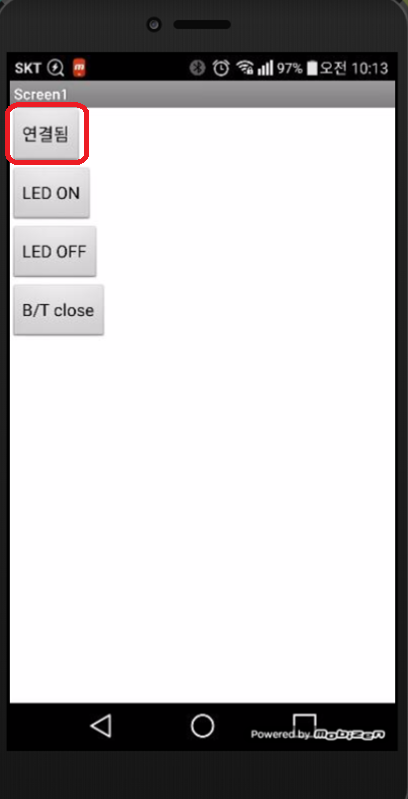 SKT 97% 오전 10:13
Screen1
연결됨
LED ON
LED OFF
B/T close
Powered by mobizen